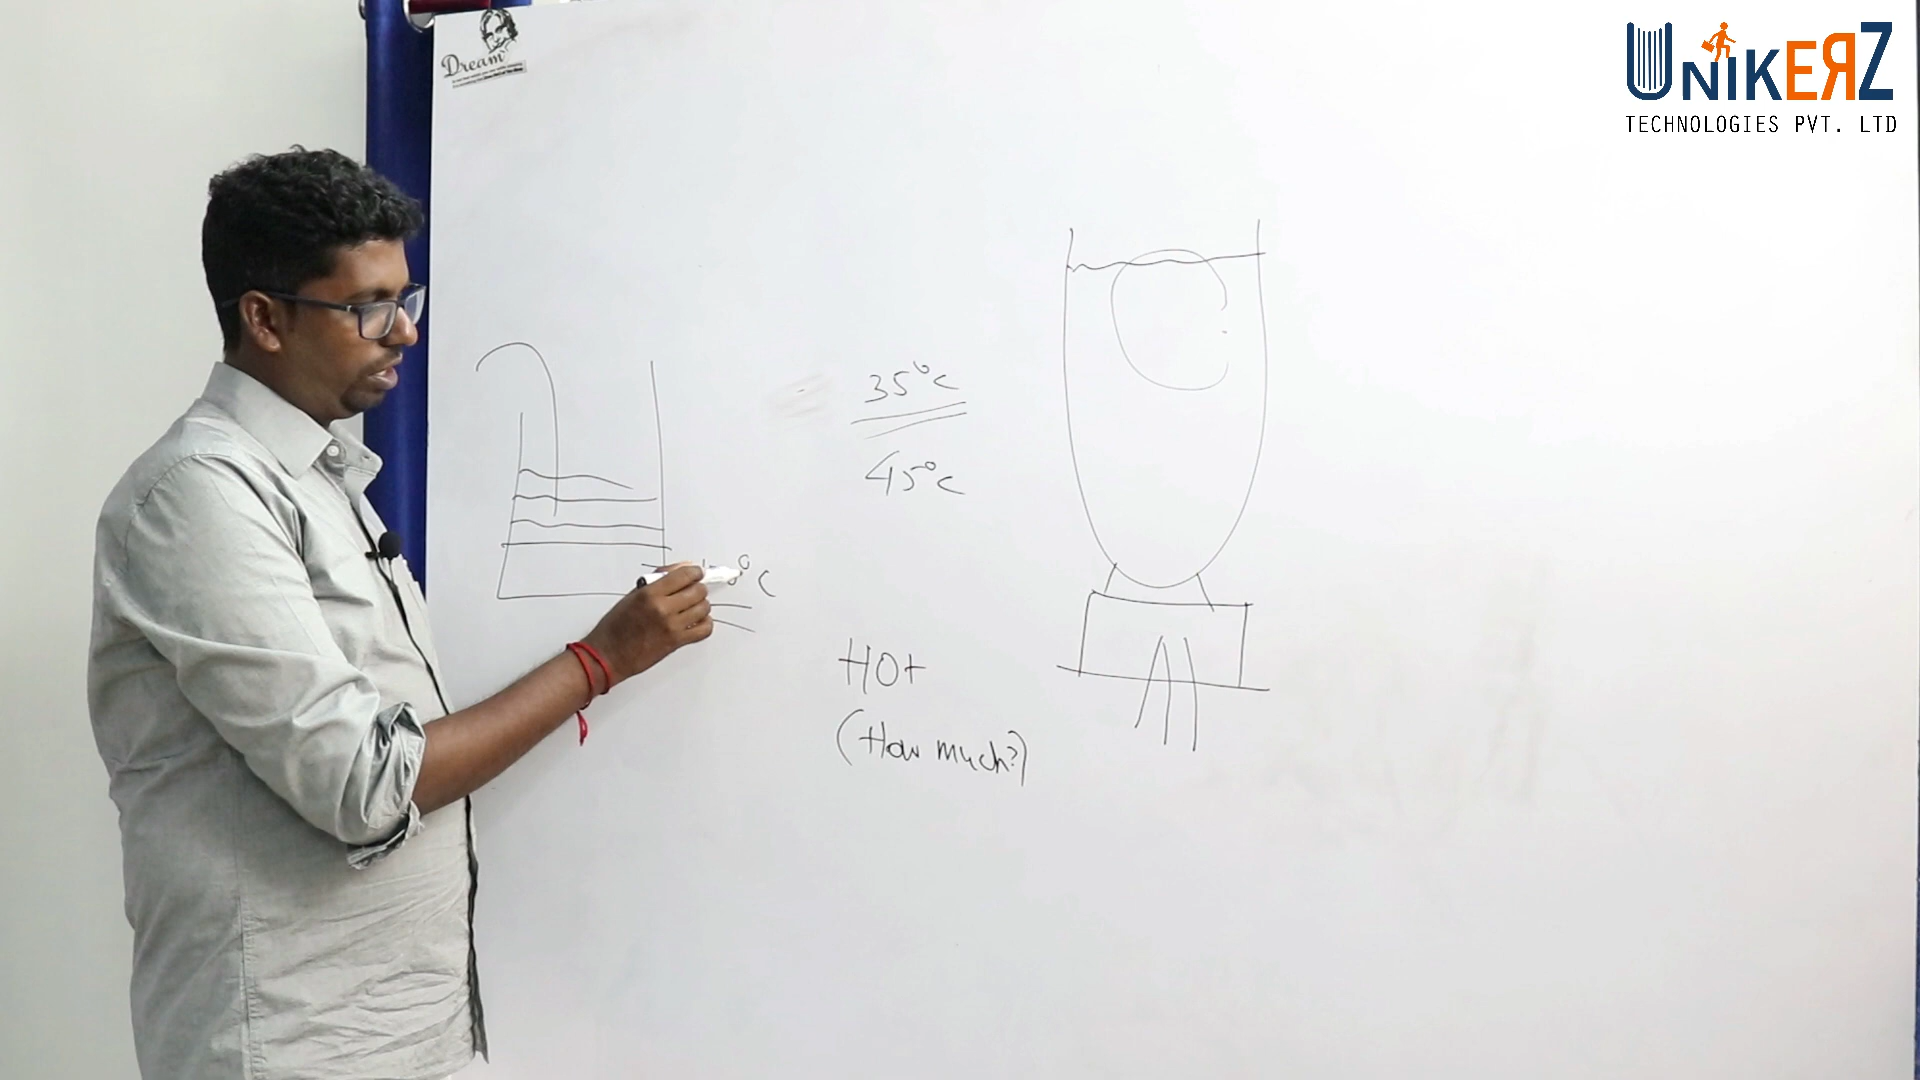 Dream
UNIKERZ
TECHNOLOGIES PVT. LTD
35°C
45°C
°C
HOt
(How much?)